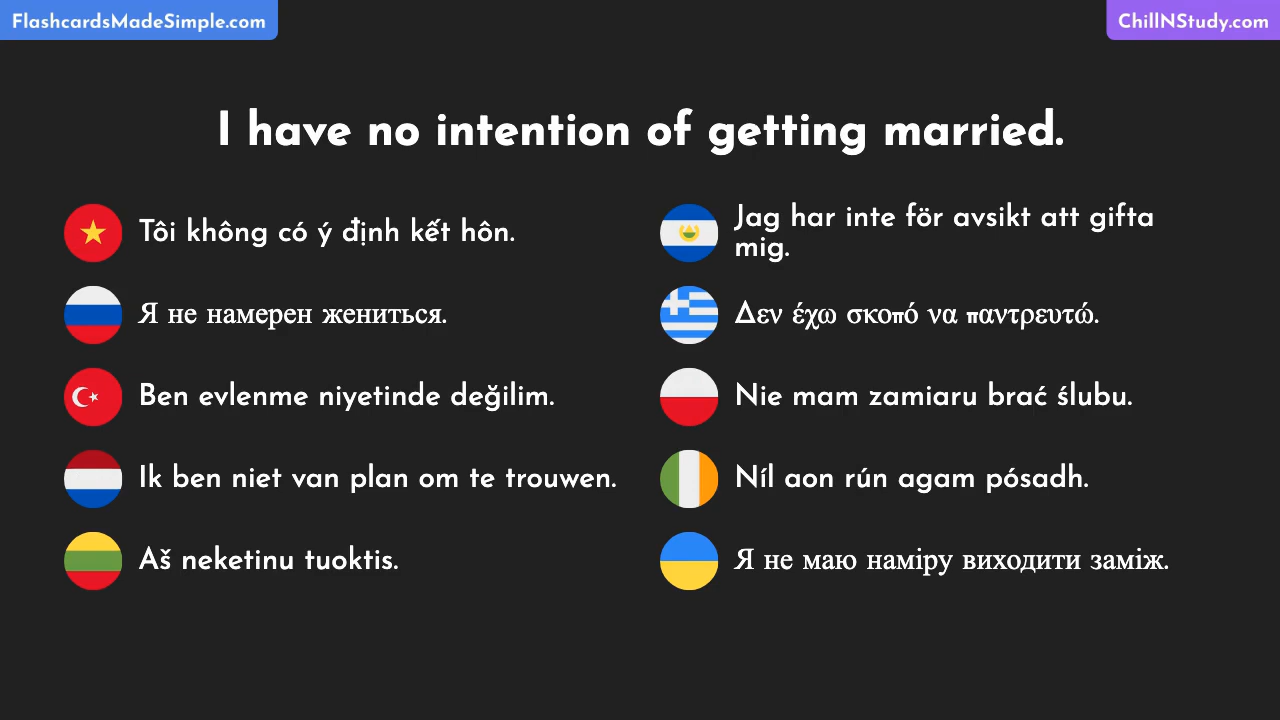 FlashcardsMadeSimple.com
ChillNStudy.com
I have no intention of getting married.
Tôi không có ý định kết hôn.
Я не намерен жениться.
Ben evlenme niyetinde değilim.
Ik ben niet van plan om te trouwen.
Aš neketinu tuoktis.
Jag har inte för avsikt att gifta
mig.
Δεν έχω σκοπό να παντρευτώ.
Nie mam zamiaru brać ślubu.
Níl aon rún agam pósadh.
Я не маю наміру виходити заміж.